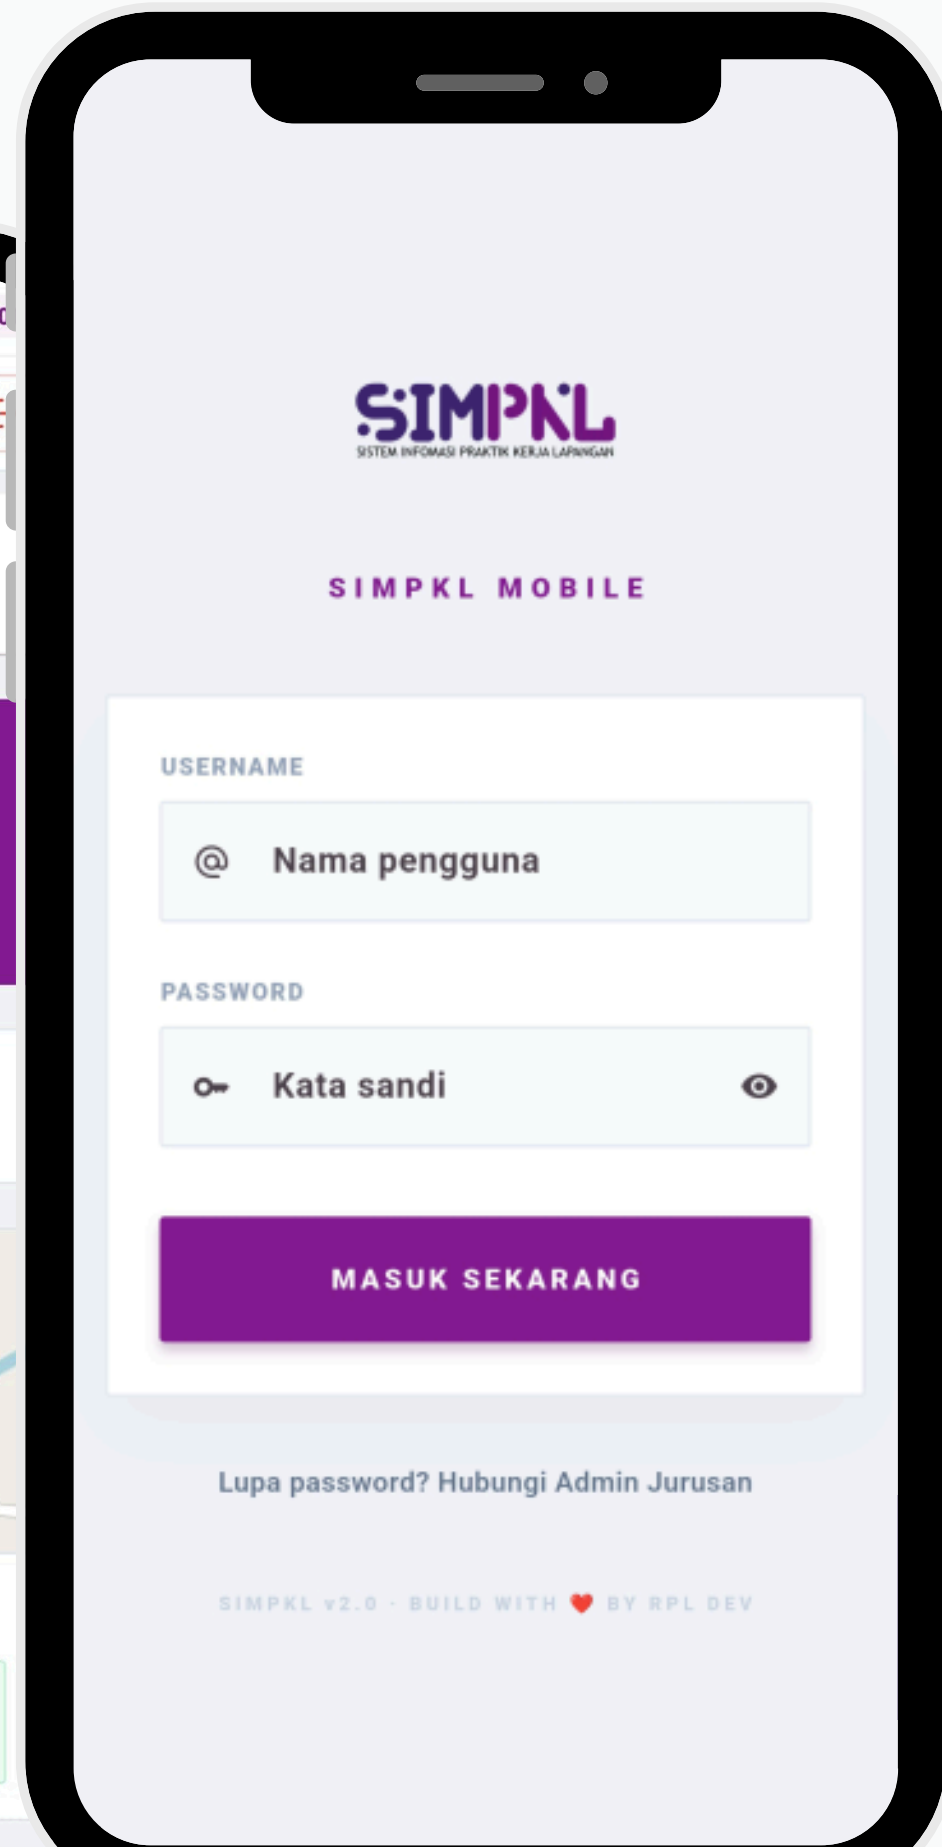 SIMPKL
SISTEM INFOMASI PRAKTIK KERJA LAPANGAN
SIMPKL MOBILE
USERNAME
@ Nama pengguna
PASSWORD
Kata sandi
MASUK SEKARANG
Lupa password? Hubungi Admin Jurusan
SIMPKL v2.0 · BUILD WITH ❤️ BY RPL DEV